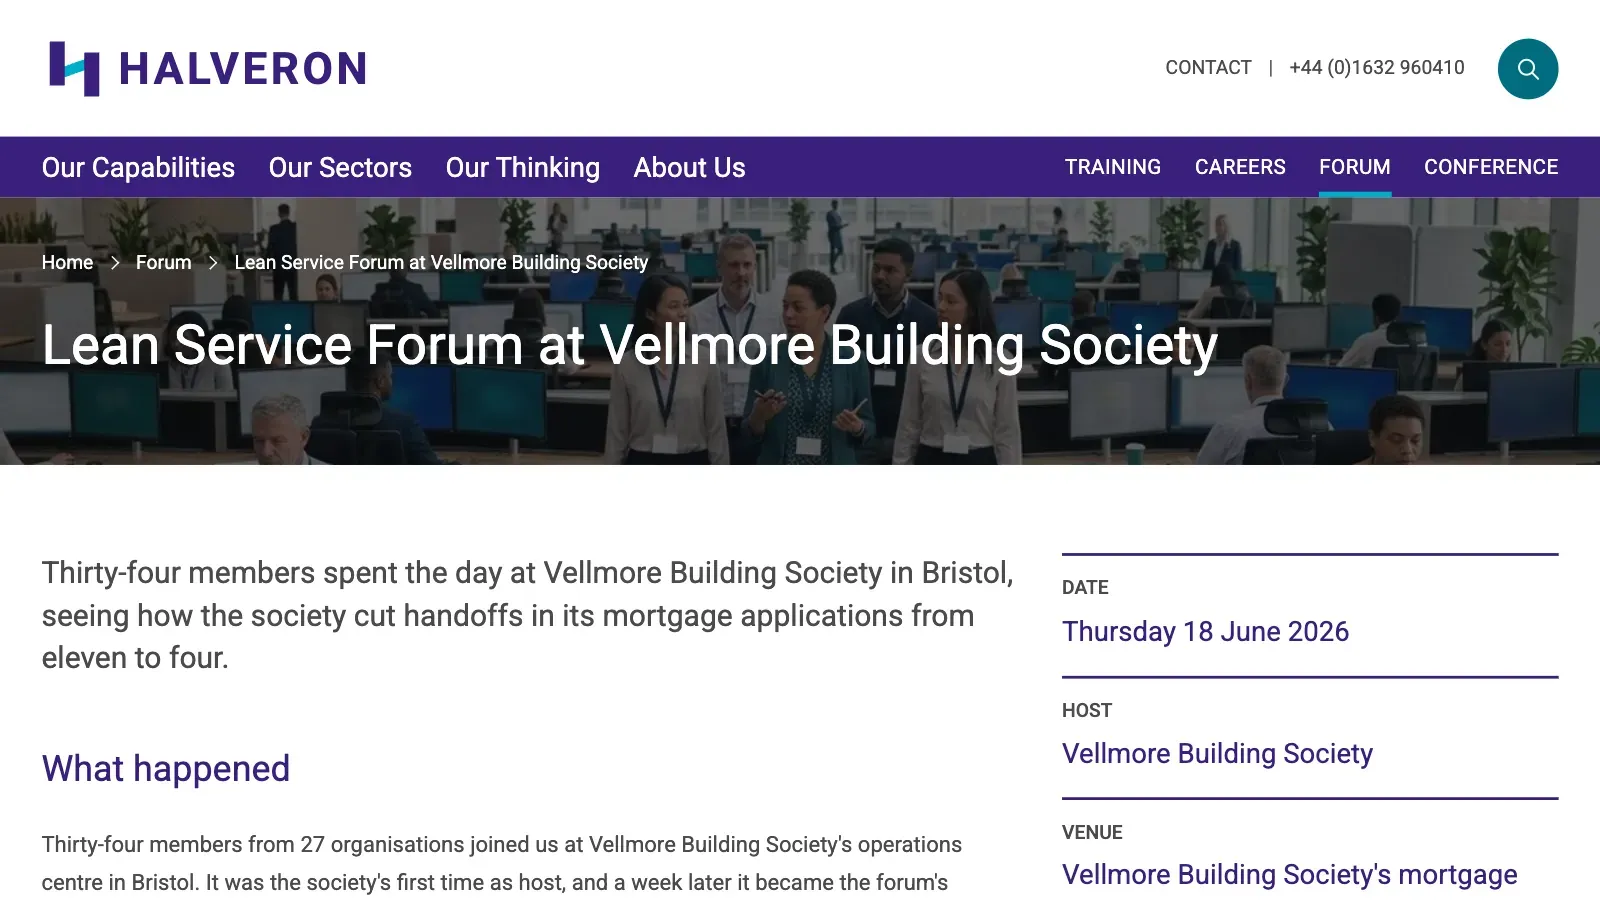 HALVERON
CONTACT | +44 (0)1632 960410
Our Capabilities Our Sectors Our Thinking About Us TRAINING CAREERS FORUM CONFERENCE
Home > Forum > Lean Service Forum at Vellmore Building Society
Lean Service Forum at Vellmore Building Society
Thirty-four members spent the day at Vellmore Building Society in Bristol,
seeing how the society cut handoffs in its mortgage applications from
eleven to four.
What happened
Thirty-four members from 27 organisations joined us at Vellmore Building Society's operations
centre in Bristol. It was the society's first time as host, and a week later it became the forum's
DATE
Thursday 18 June 2026
HOST
Vellmore Building Society
VENUE
Vellmore Building Society's mortgage